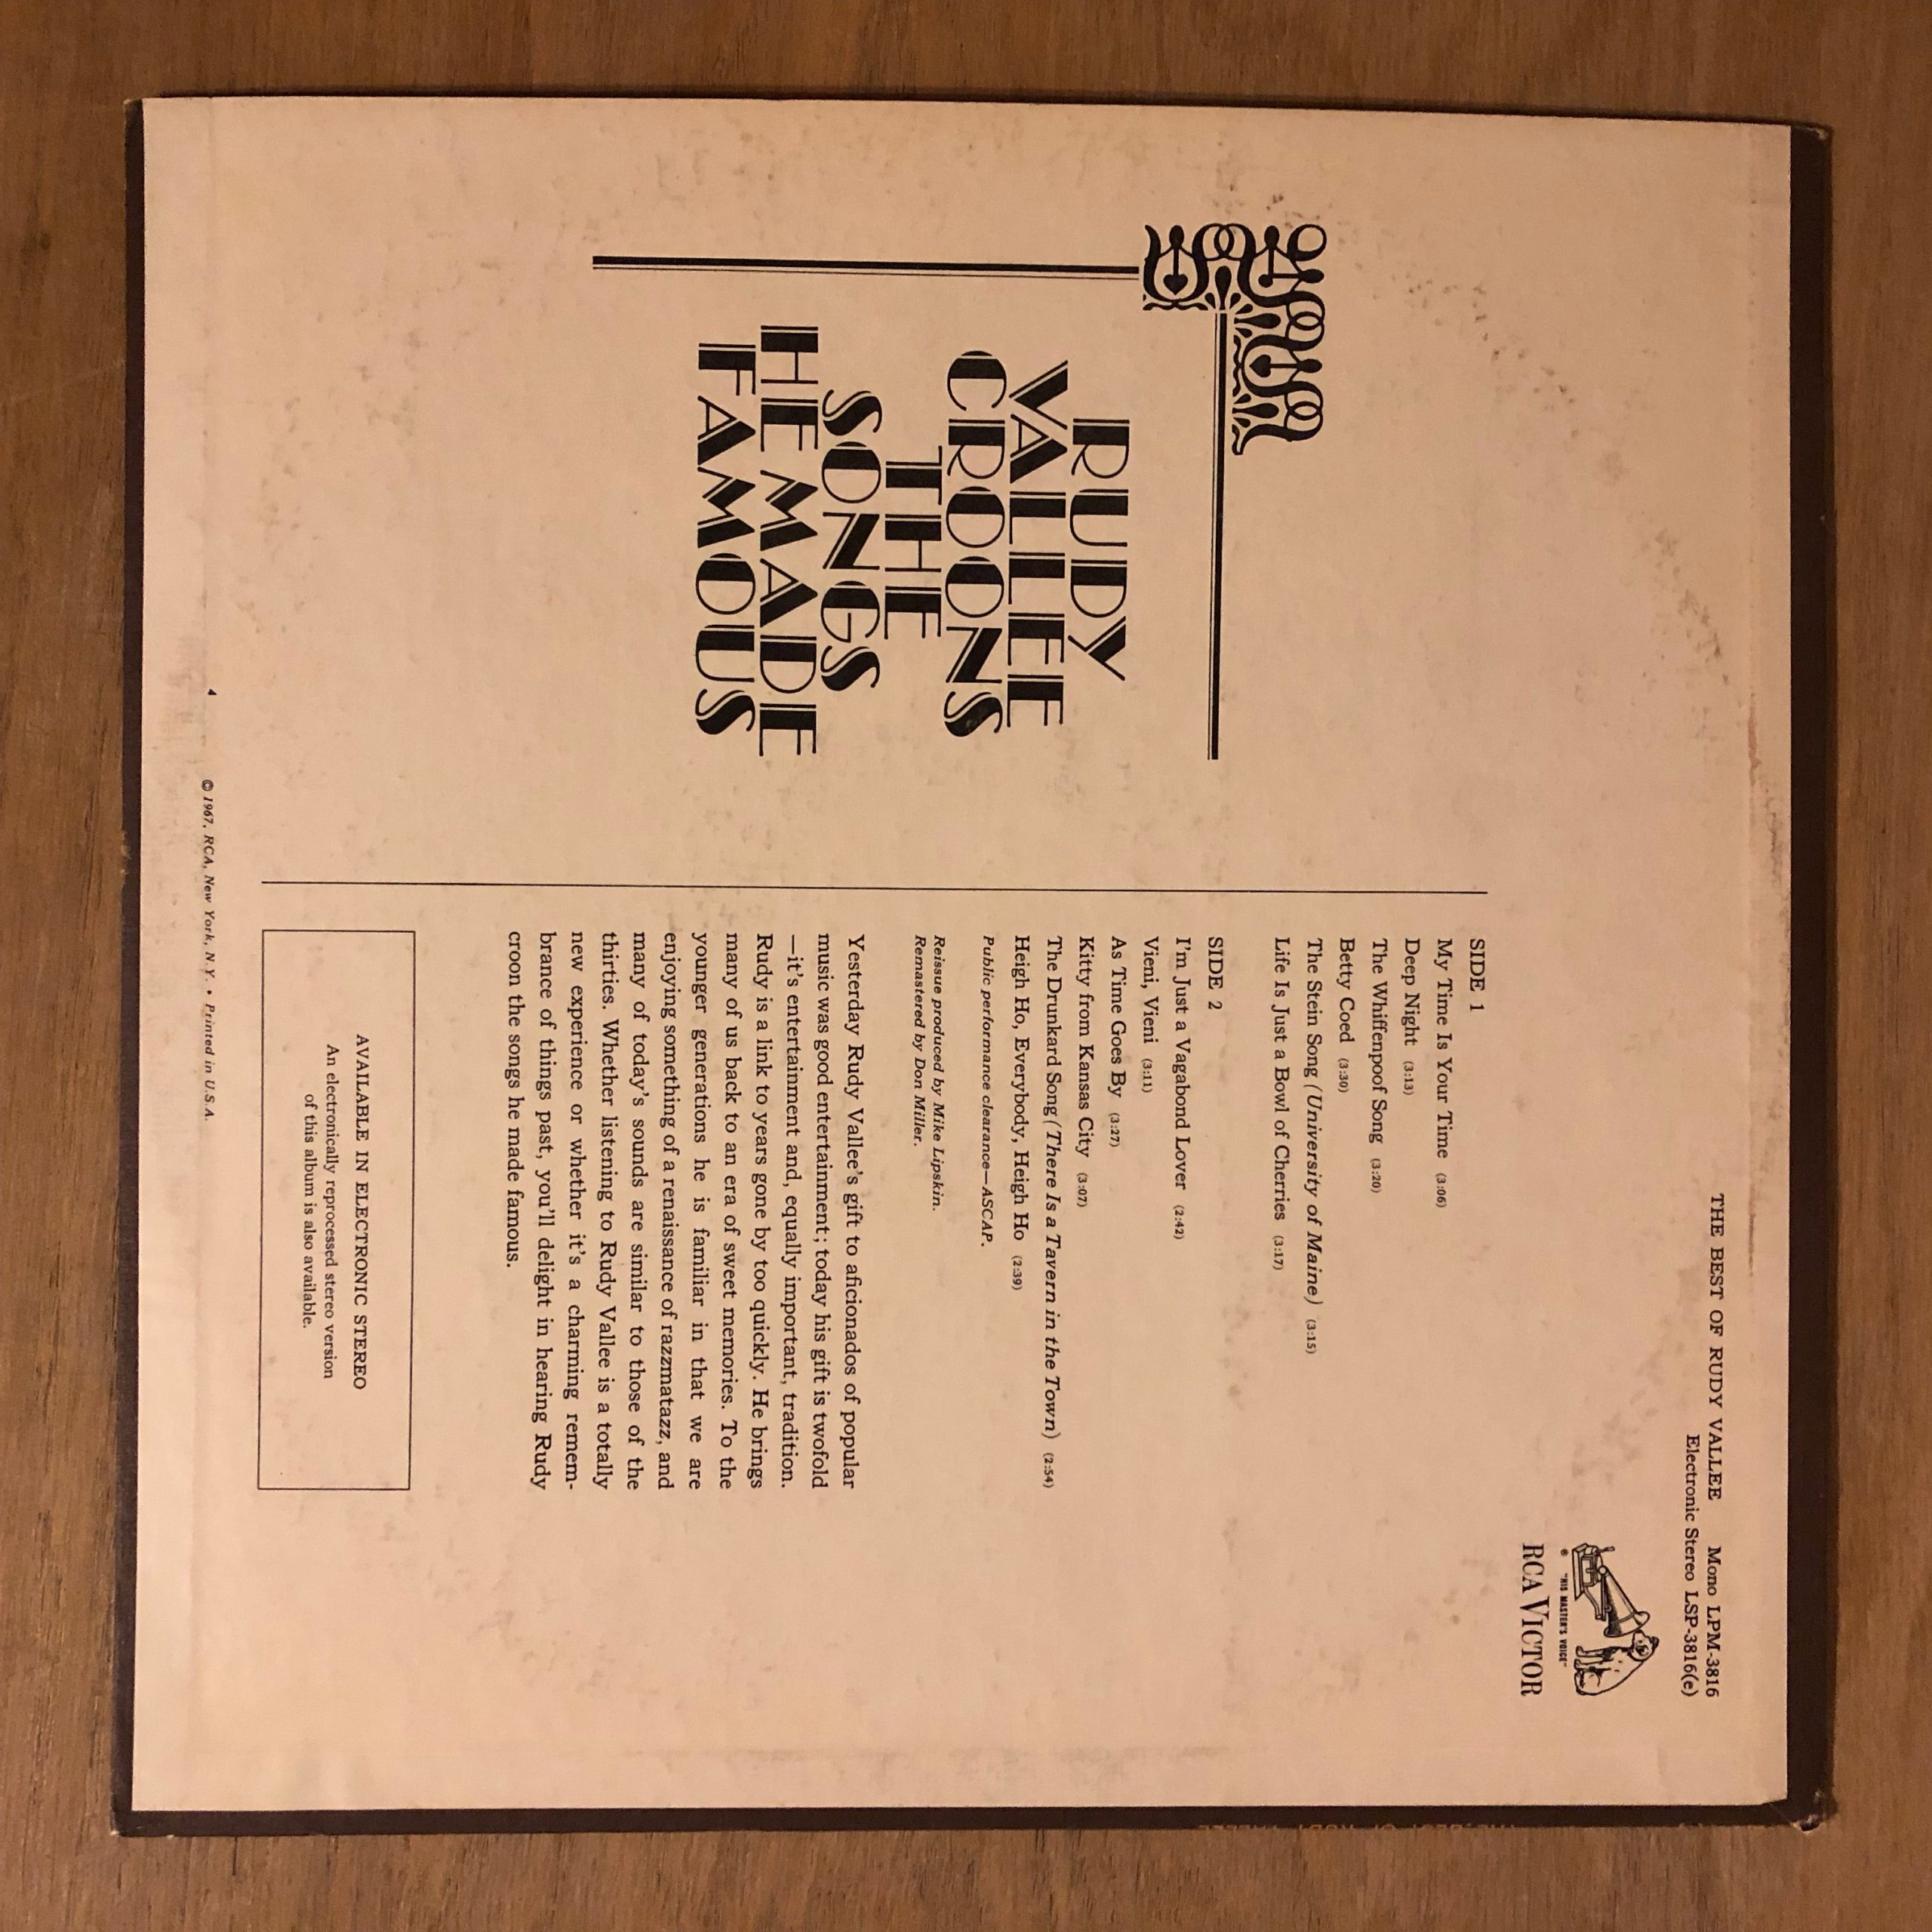 THE BEST OF RUDY VALLEE Mono LPM-3816
Electronic Stereo LSP-3816(e)
"HIS MASTER'S VOICE"
®
RCA VICTOR
RUDY
VALLEE
CROONS
THE
SONGS
HE MADE
FAMOUS
SIDE 1
My Time Is Your Time (3:06)
Deep Night (3:13)
The Whiffenpoof Song (3:20)
Betty Coed (3:30)
The Stein Song (University of Maine) (3:15)
Life Is Just a Bowl of Cherries (3:17)
SIDE 2
I'm Just a Vagabond Lover (2:42)
Vieni, Vieni (3:11)
As Time Goes By (3:27)
Kitty from Kansas City (3:07)
The Drunkard Song (There Is a Tavern in the Town) (2:54)
Heigh Ho, Everybody, Heigh Ho (2:39)
Public performance clearance—ASCAP.
Reissue produced by Mike Lipskin.
Remastered by Don Miller.
Yesterday Rudy Vallee's gift to aficionados of popular
music was good entertainment; today his gift is twofold
—it's entertainment and, equally important, tradition.
Rudy is a link to years gone by too quickly. He brings
many of us back to an era of sweet memories. To the
younger generations he is familiar in that we are
enjoying something of a renaissance of razzmatazz, and
many of today's sounds are similar to those of the
thirties. Whether listening to Rudy Vallee is a totally
new experience or whether it's a charming remem-
brance of things past, you'll delight in hearing Rudy
croon the songs he made famous.
AVAILABLE IN ELECTRONIC STEREO
An electronically reprocessed stereo version
of this album is also available.
4
© 1967, RCA, New York, N.Y. • Printed in U.S.A.